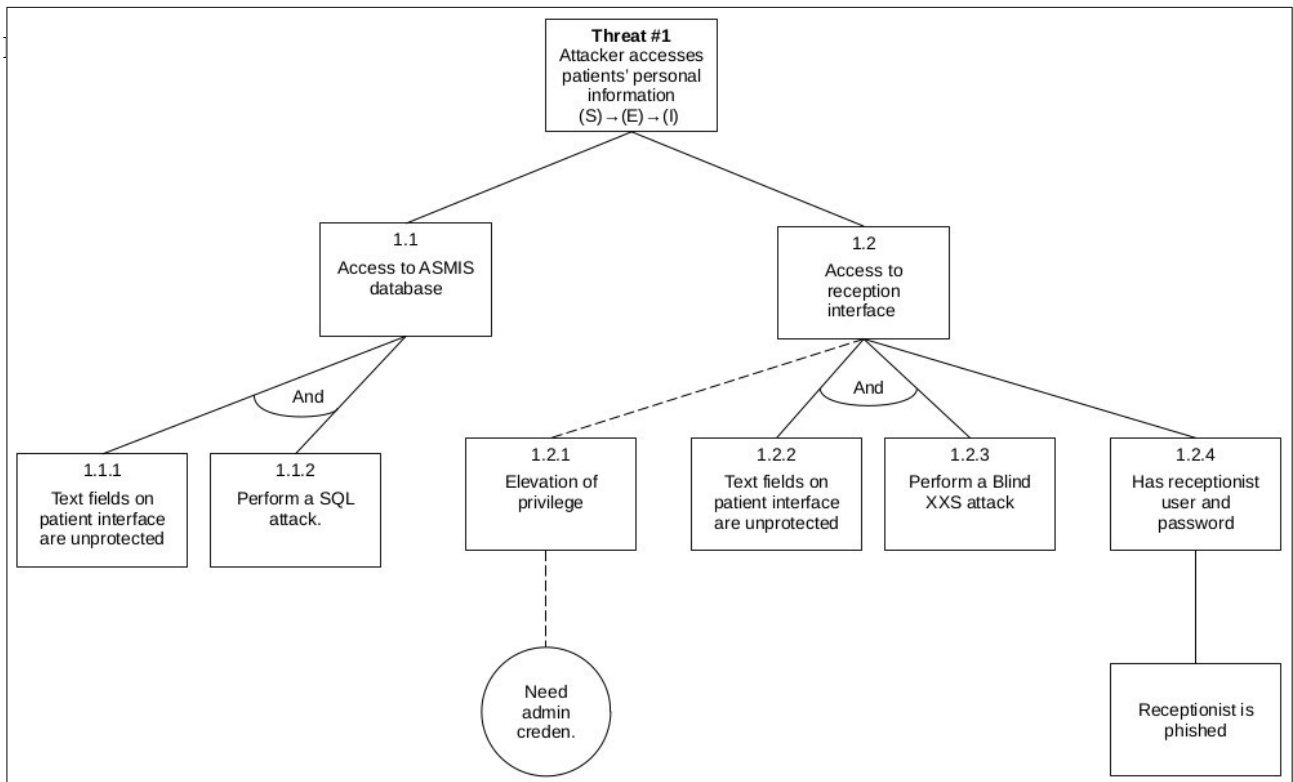 Threat #1
Attacker accesses
patients' personal
information
(S)→(E)→(I)
1.1
Access to ASMIS
database
1.2
Access to
reception
interface
And
And
1.1.1
Text fields on
patient interface
are unprotected
1.1.2
Perform a SQL
attack.
1.2.1
Elevation of
privilege
1.2.2
Text fields on
patient interface
are unprotected
1.2.3
Perform a Blind
XXS attack
1.2.4
Has receptionist
user and
password
Need
admin
creden.
Receptionist is
phished